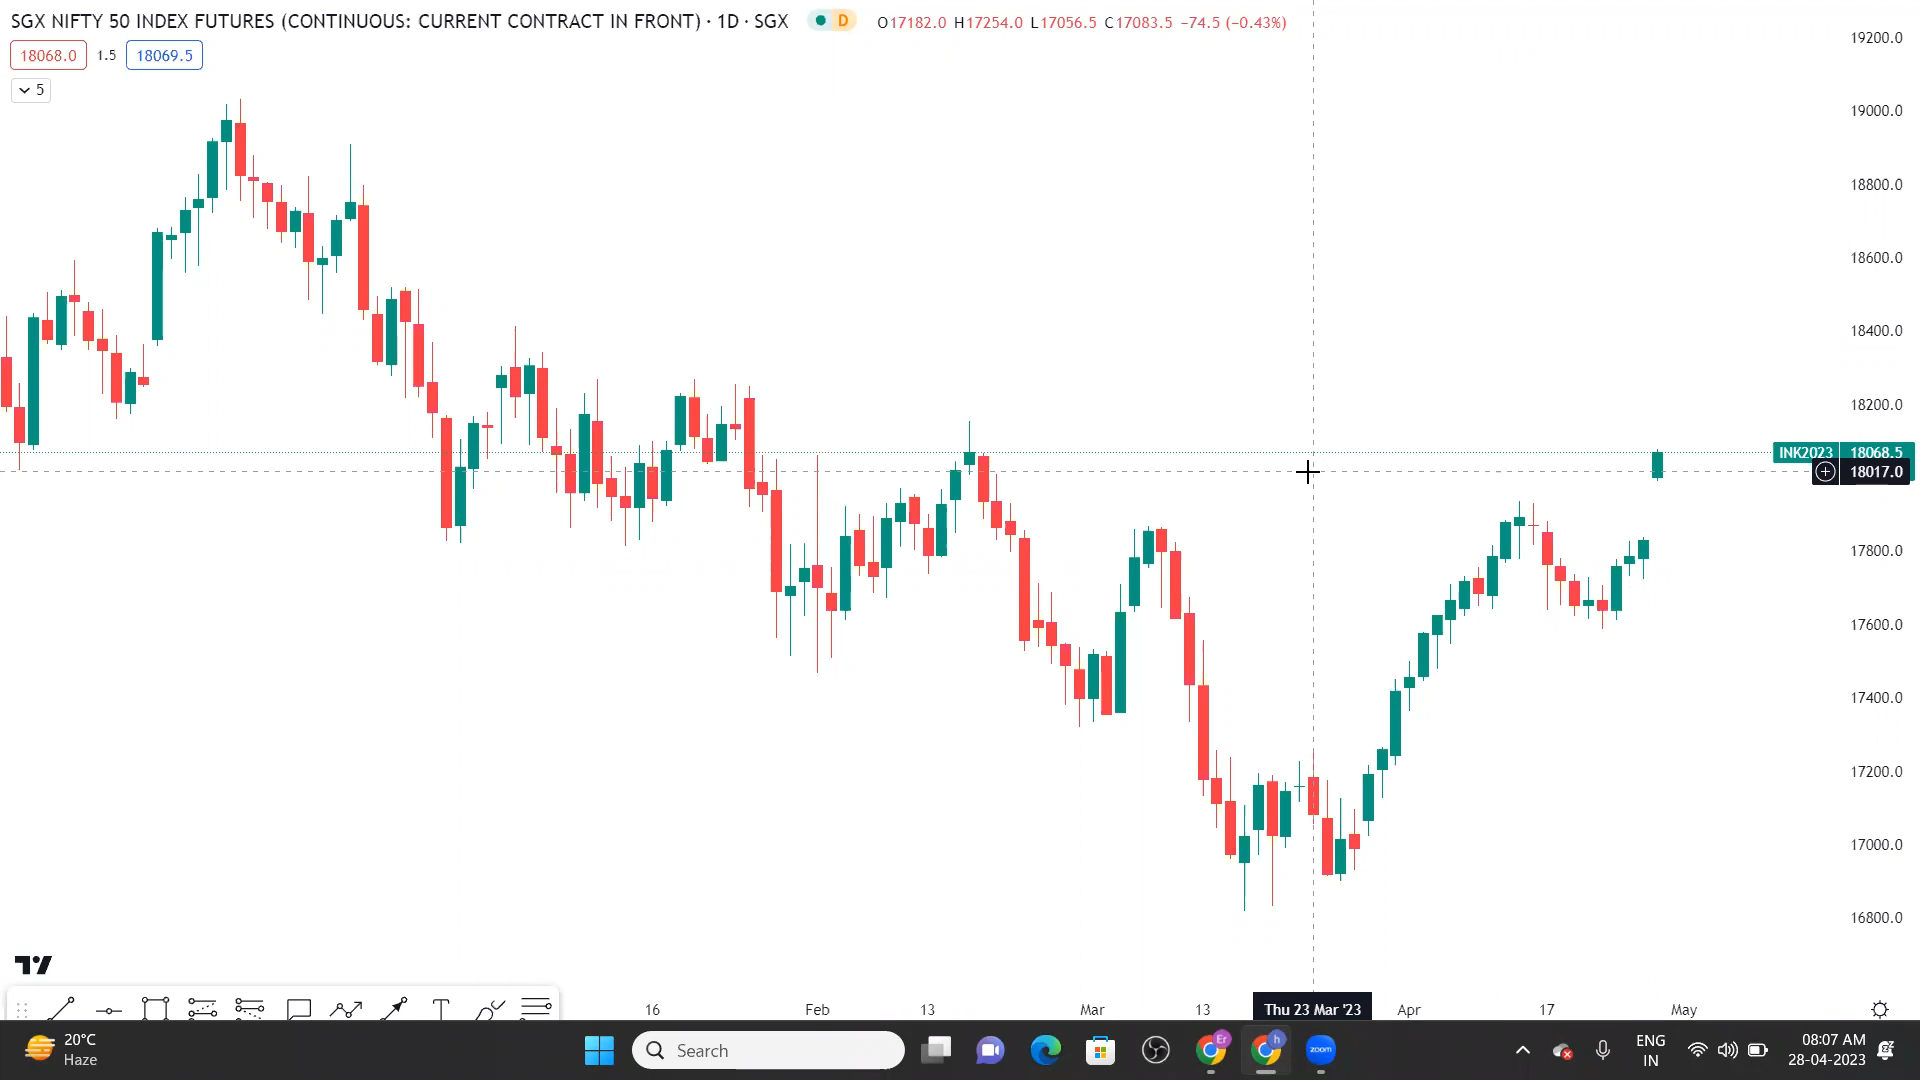 SGX NIFTY 50 INDEX FUTURES (CONTINUOUS: CURRENT CONTRACT IN FRONT) · 1D · SGX D O17182.0 H17254.0 L17056.5 C17083.5 −74.5 (−0.43%)
18068.0 1.5 18069.5
5
19200.0
19000.0
18800.0
18600.0
18400.0
18200.0
INK2023 18068.5
18017.0
17800.0
17600.0
17400.0
17200.0
17000.0
16800.0
16 Feb 13 Mar 13 Thu 23 Mar '23 Apr 17 May
T
20°C
Haze
Search
Er
h
zoom
ENG
IN
08:07 AM
28-04-2023